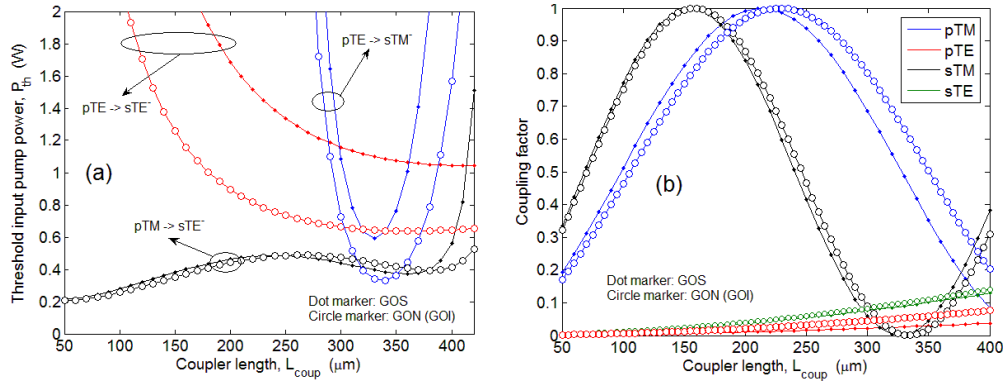 2
1.8
1.6
1.4
1.2
1
0.8
0.6
0.4
0.2
0
50 100 150 200 250 300 350 400
Threshold input pump power, P_th (W)
Coupler length, L_coup (μm)
pTE -> sTM⁻
pTE -> sTE⁻
(a)
pTM -> sTE⁻
Dot marker: GOS
Circle marker: GON (GOI)
1
0.9
0.8
0.7
0.6
0.5
0.4
0.3
0.2
0.1
0
50 100 150 200 250 300 350 400
Coupling factor
Coupler length, L_coup (μm)
pTM
pTE
sTM
sTE
(b)
Dot marker: GOS
Circle marker: GON (GOI)